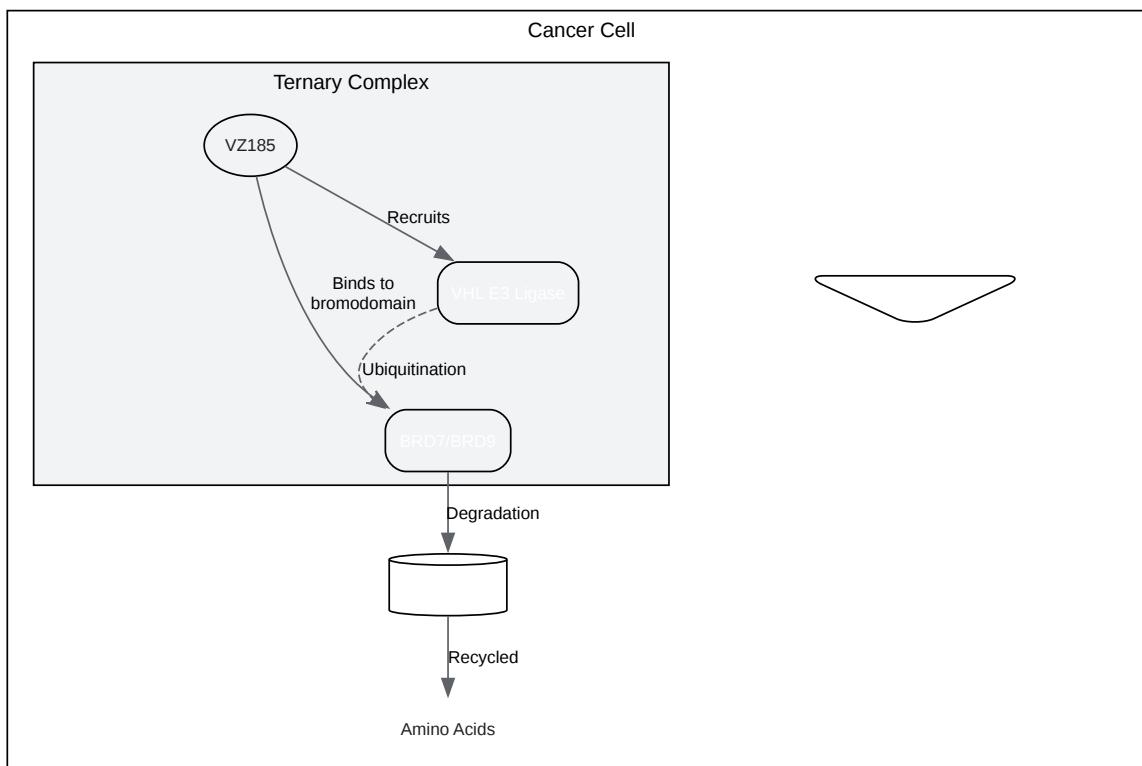 Cancer Cell
Ternary Complex
VZ185
Recruits
Binds to
bromodomain
VHL E3 Ligase
Ubiquitination
BRD7/BRD9
Degradation
Recycled
Amino Acids